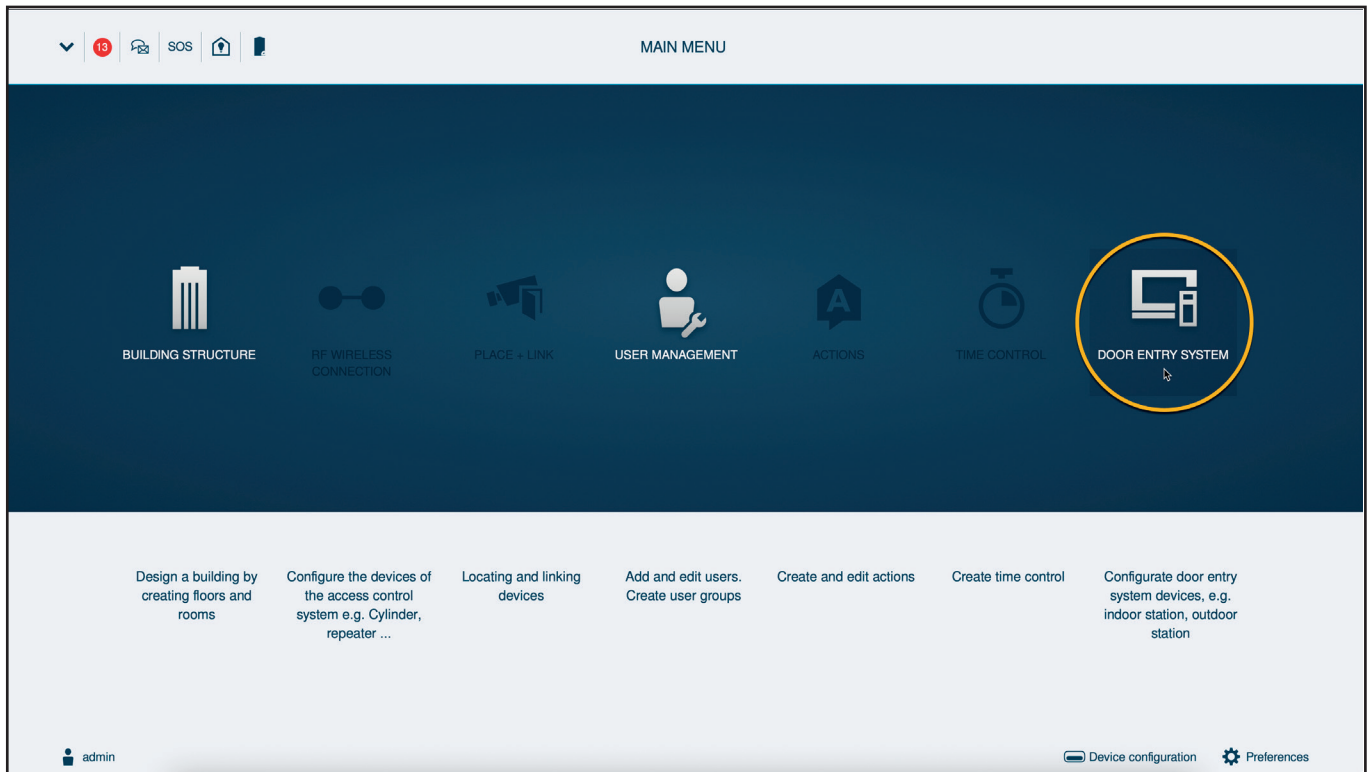 13
SOS
MAIN MENU
BUILDING STRUCTURE
RF WIRELESS
CONNECTION
PLACE + LINK
USER MANAGEMENT
A
ACTIONS
TIME CONTROL
DOOR ENTRY SYSTEM
Design a building by
creating floors and
rooms
Configure the devices of
the access control
system e.g. Cylinder,
repeater ...
Locating and linking
devices
Add and edit users.
Create user groups
Create and edit actions
Create time control
Configurate door entry
system devices, e.g.
indoor station, outdoor
station
admin
Device configuration
Preferences